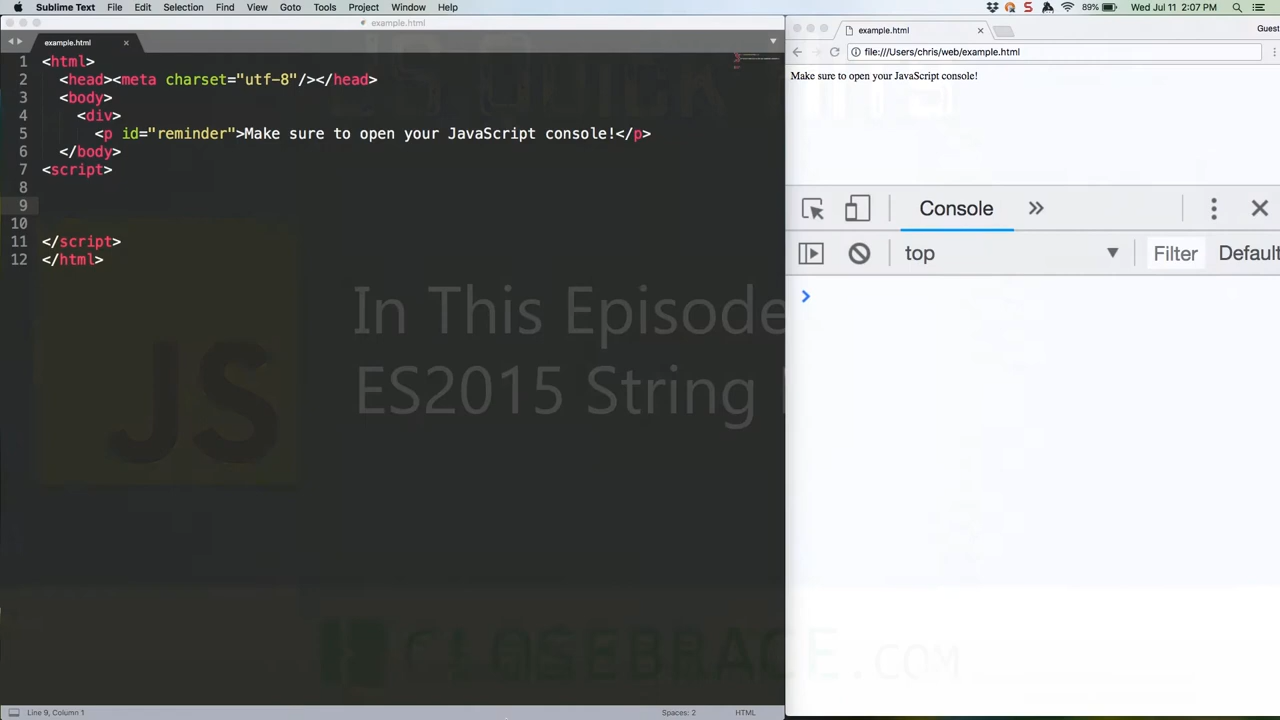 Sublime Text File Edit Selection Find View Goto Tools Project Window Help
89% Wed Jul 11 2:07 PM
example.html
example.html
1 <html>
2 <head><meta charset="utf-8"/></head>
3 <body>
4 <div>
5 <p id="reminder">Make sure to open your JavaScript console!</p>
6 </body>
7 <script>
8
9
10
11 </script>
12 </html>
In This Episode
ES2015 String
JS
CLOSEBRACE.COM
Line 9, Column 1
Spaces: 2
HTML
example.html
Guest
file:///Users/chris/web/example.html
Make sure to open your JavaScript console!
Console
top
Filter
Default